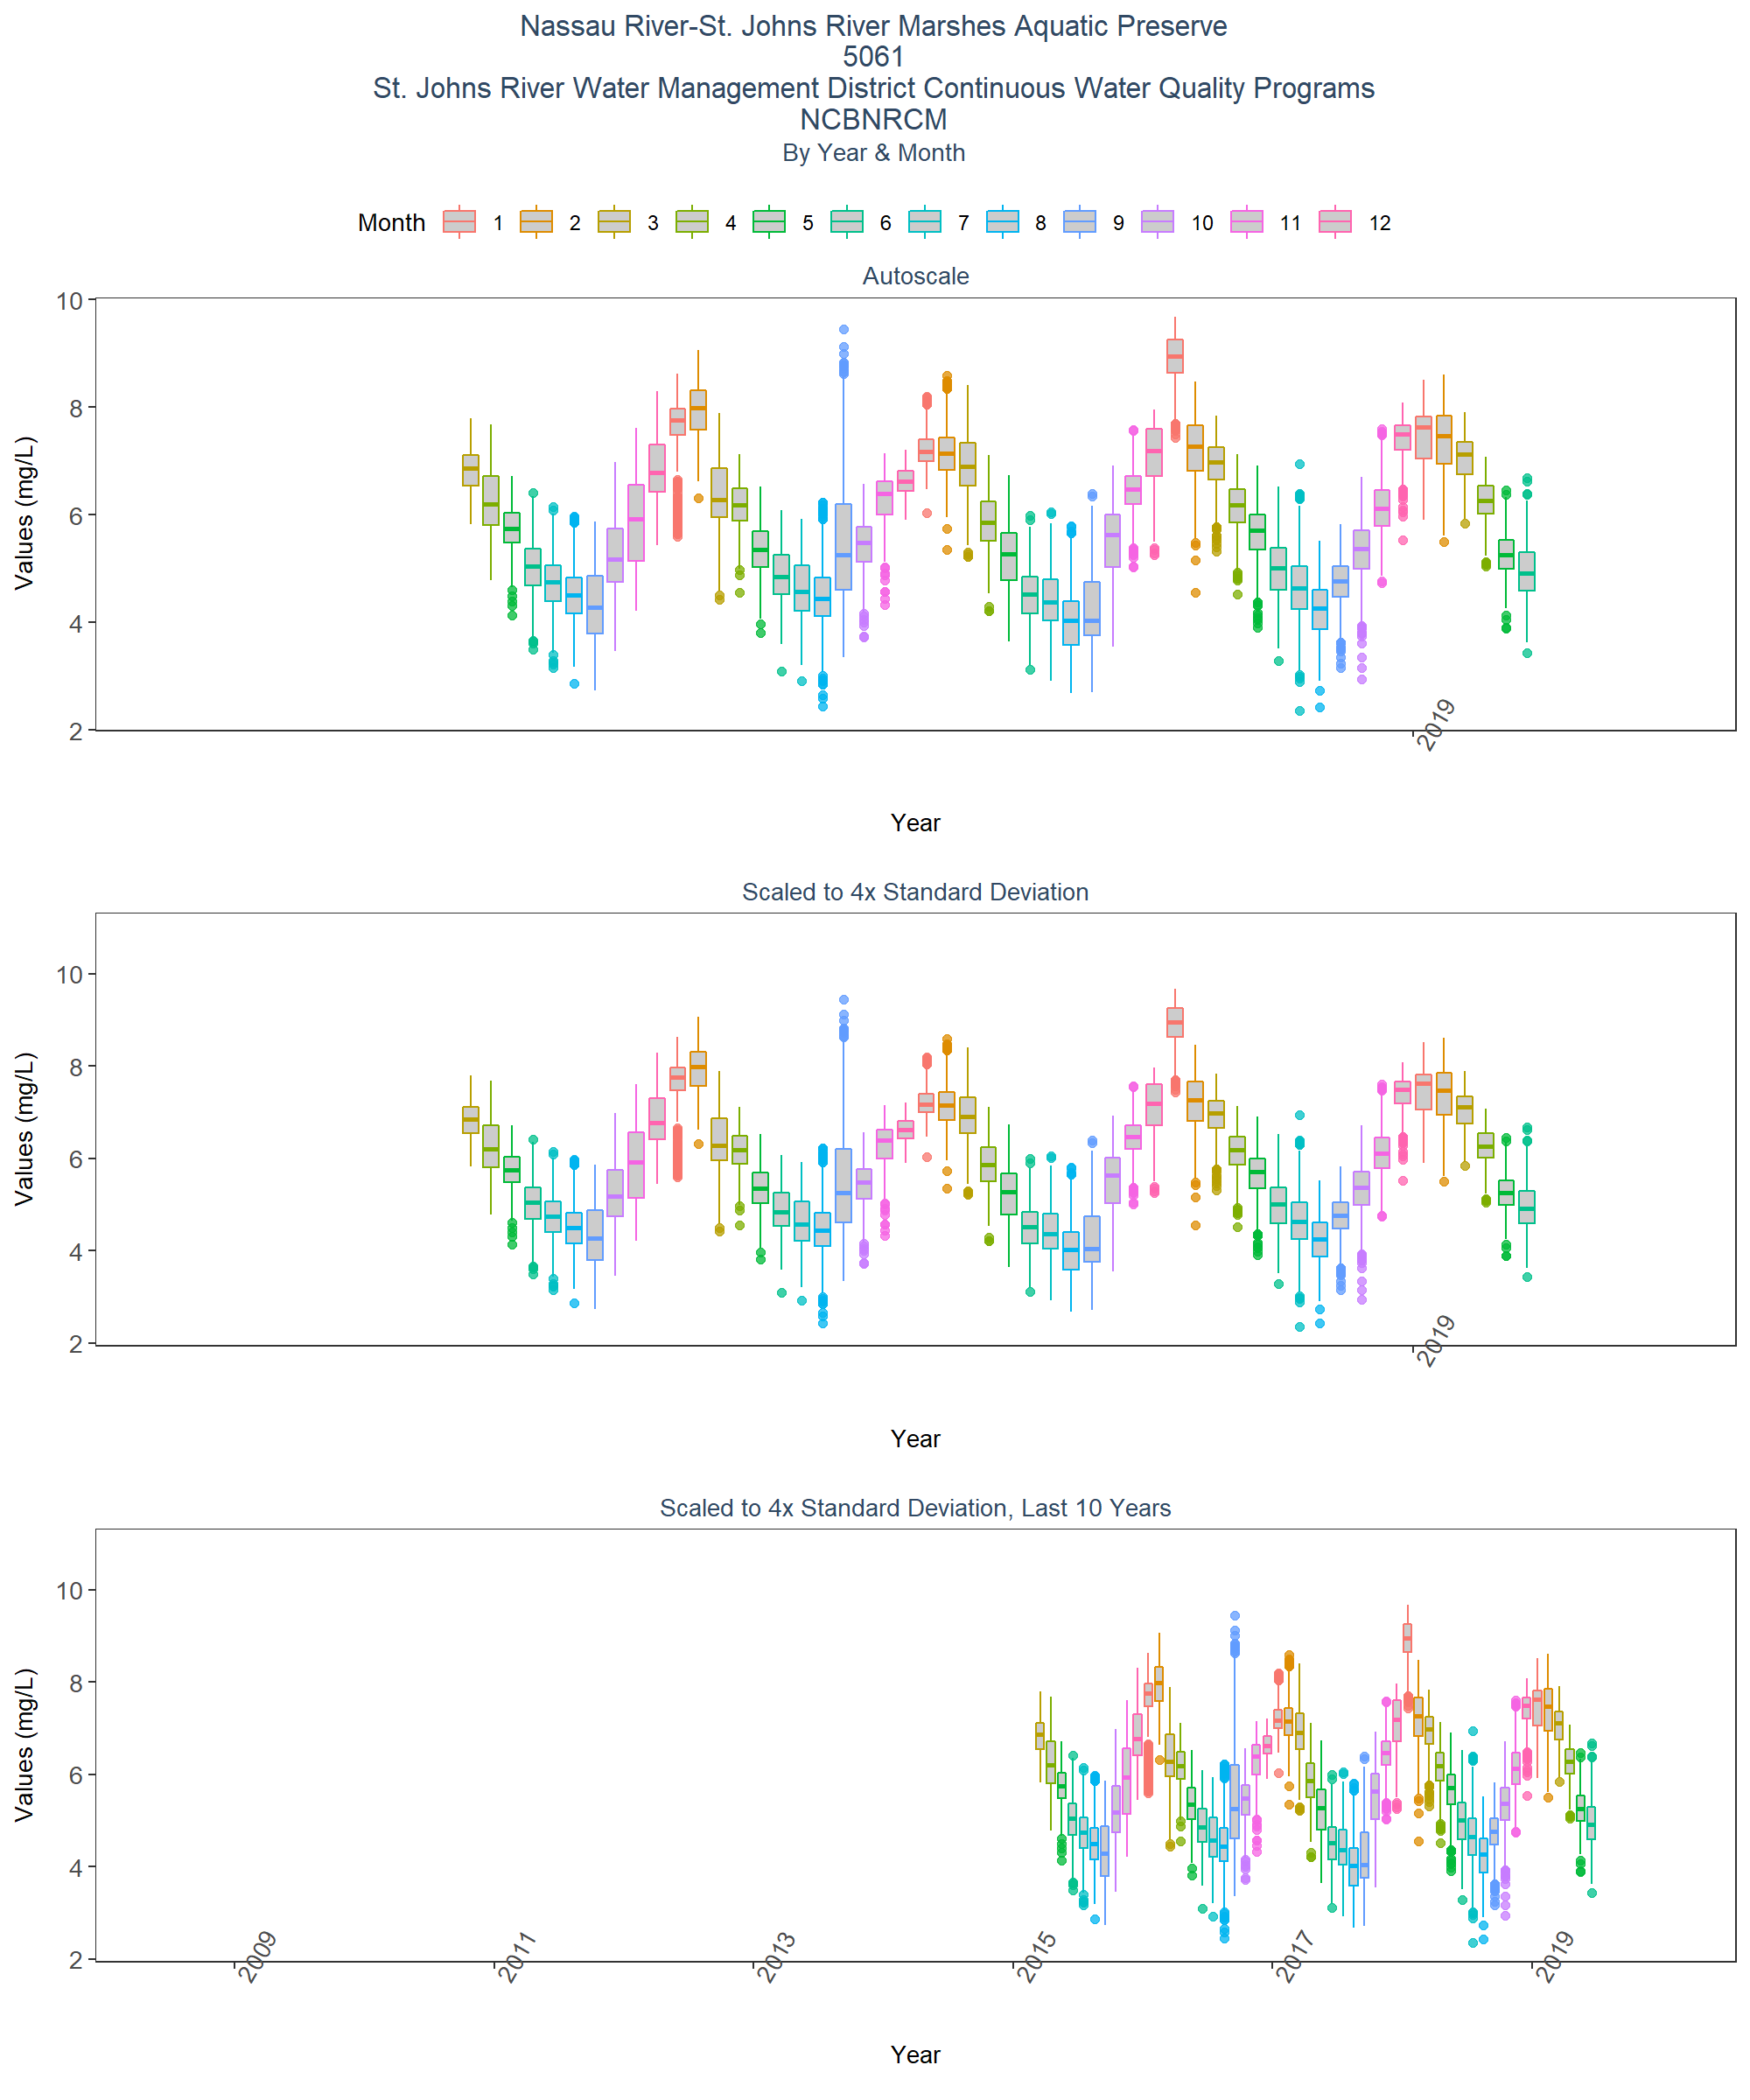 Nassau River-St. Johns River Marshes Aquatic Preserve
5061
St. Johns River Water Management District Continuous Water Quality Programs
NCBNRCM
By Year & Month
Month 1 2 3 4 5 6 7 8 9 10 11 12
Autoscale
Values (mg/L)
10
8
6
4
2
2019
Year
Scaled to 4x Standard Deviation
Values (mg/L)
10
8
6
4
2
2019
Year
Scaled to 4x Standard Deviation, Last 10 Years
Values (mg/L)
10
8
6
4
2
2009 2011 2013 2015 2017 2019
Year